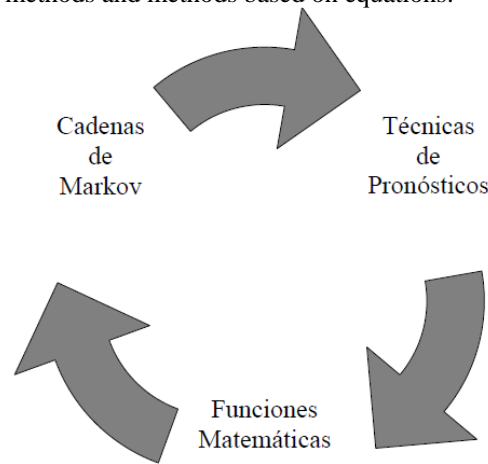 methods and methods based on equations.
Cadenas
de
Markov
Técnicas
de
Pronósticos
Funciones
Matemáticas